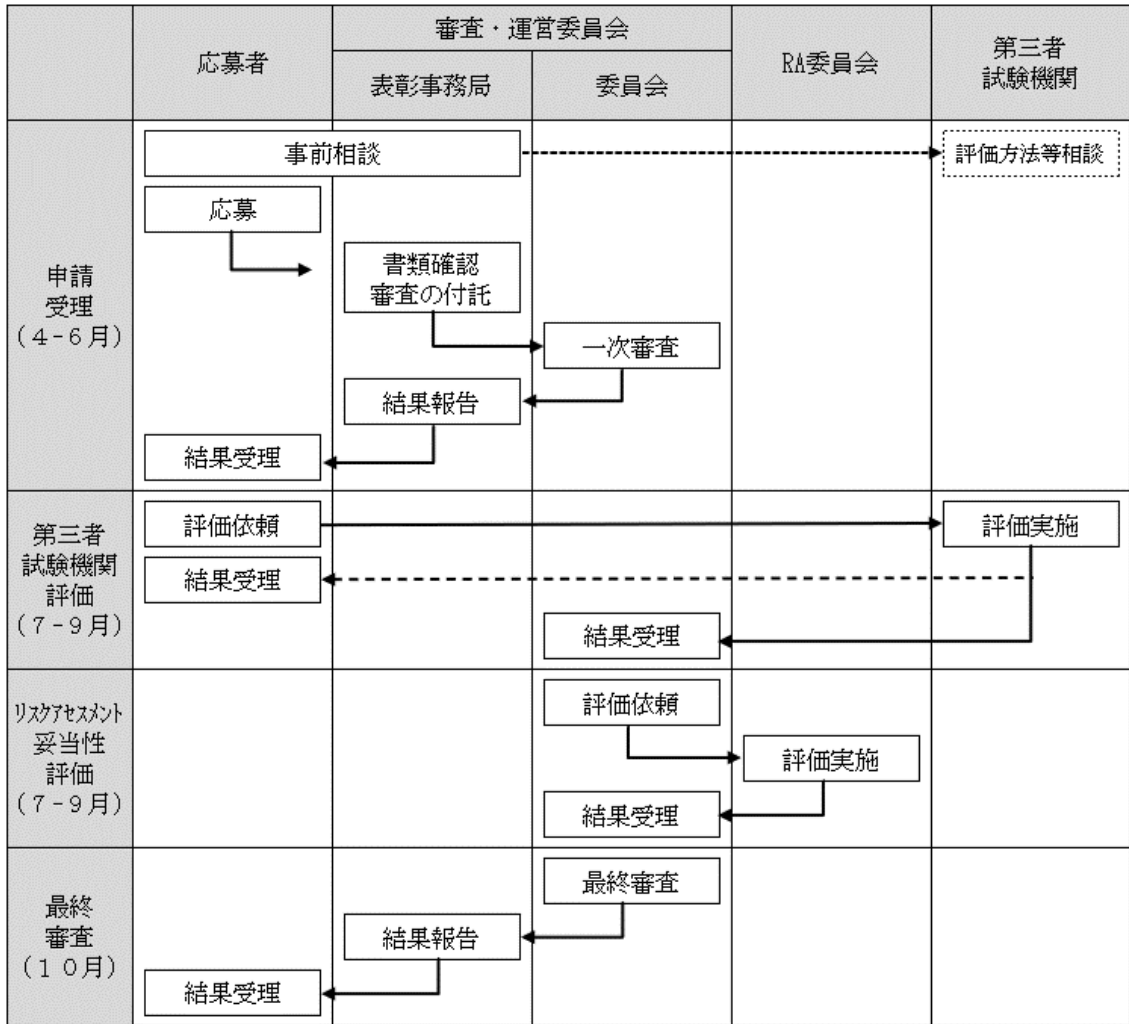 審査・運営委員会
応募者
表彰事務局
委員会
RA委員会
第三者
試験機関
申請
受理
(4-6月)
事前相談
評価方法等相談
応募
書類確認
審査の付託
一次審査
結果報告
結果受理
第三者
試験機関
評価
(7-9月)
評価依頼
評価実施
結果受理
結果受理
リスクアセスメント
妥当性
評価
(7-9月)
評価依頼
評価実施
結果受理
最終
審査
(10月)
最終審査
結果報告
結果受理